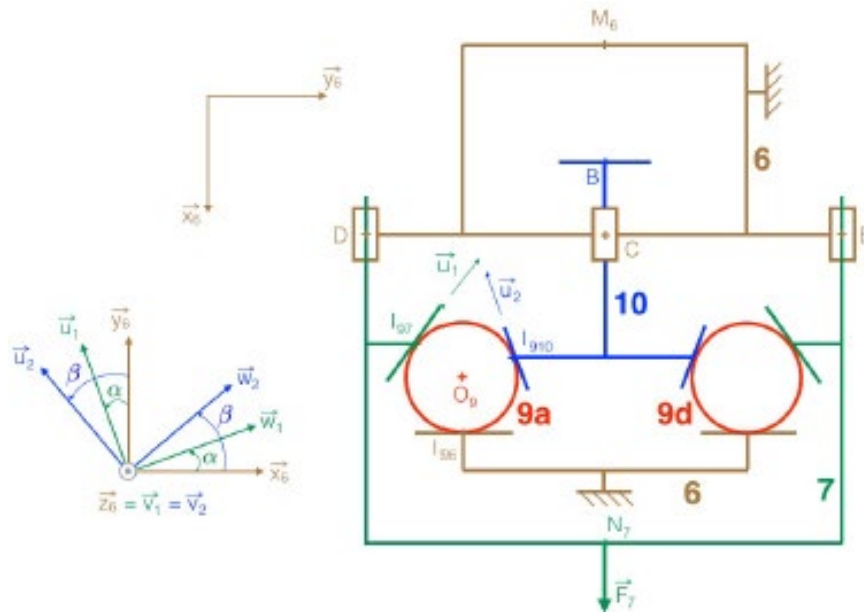 M₆
y₆
6
B
x₆
D
C
E
u₁
u₂
10
I₉₇
I₉₁₀
y₆
u₁
u₂
β
α
w₂
β
w₁
α
x₆
z₆ = v₁ = v₂
O₉
9a
9d
I₉₆
6
7
N₇
F₇